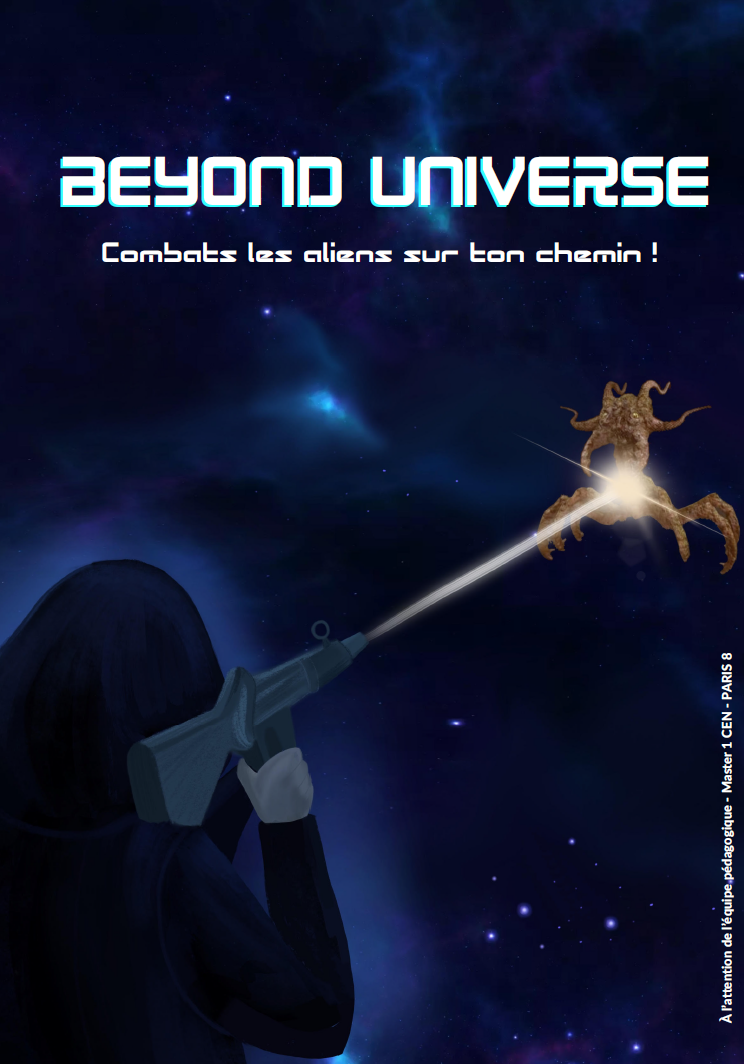 BEYOND UNIVERSE
Combats les aliens sur ton chemin !
À l'attention de l'équipe pédagogique - Master 1 CEN - PARIS 8